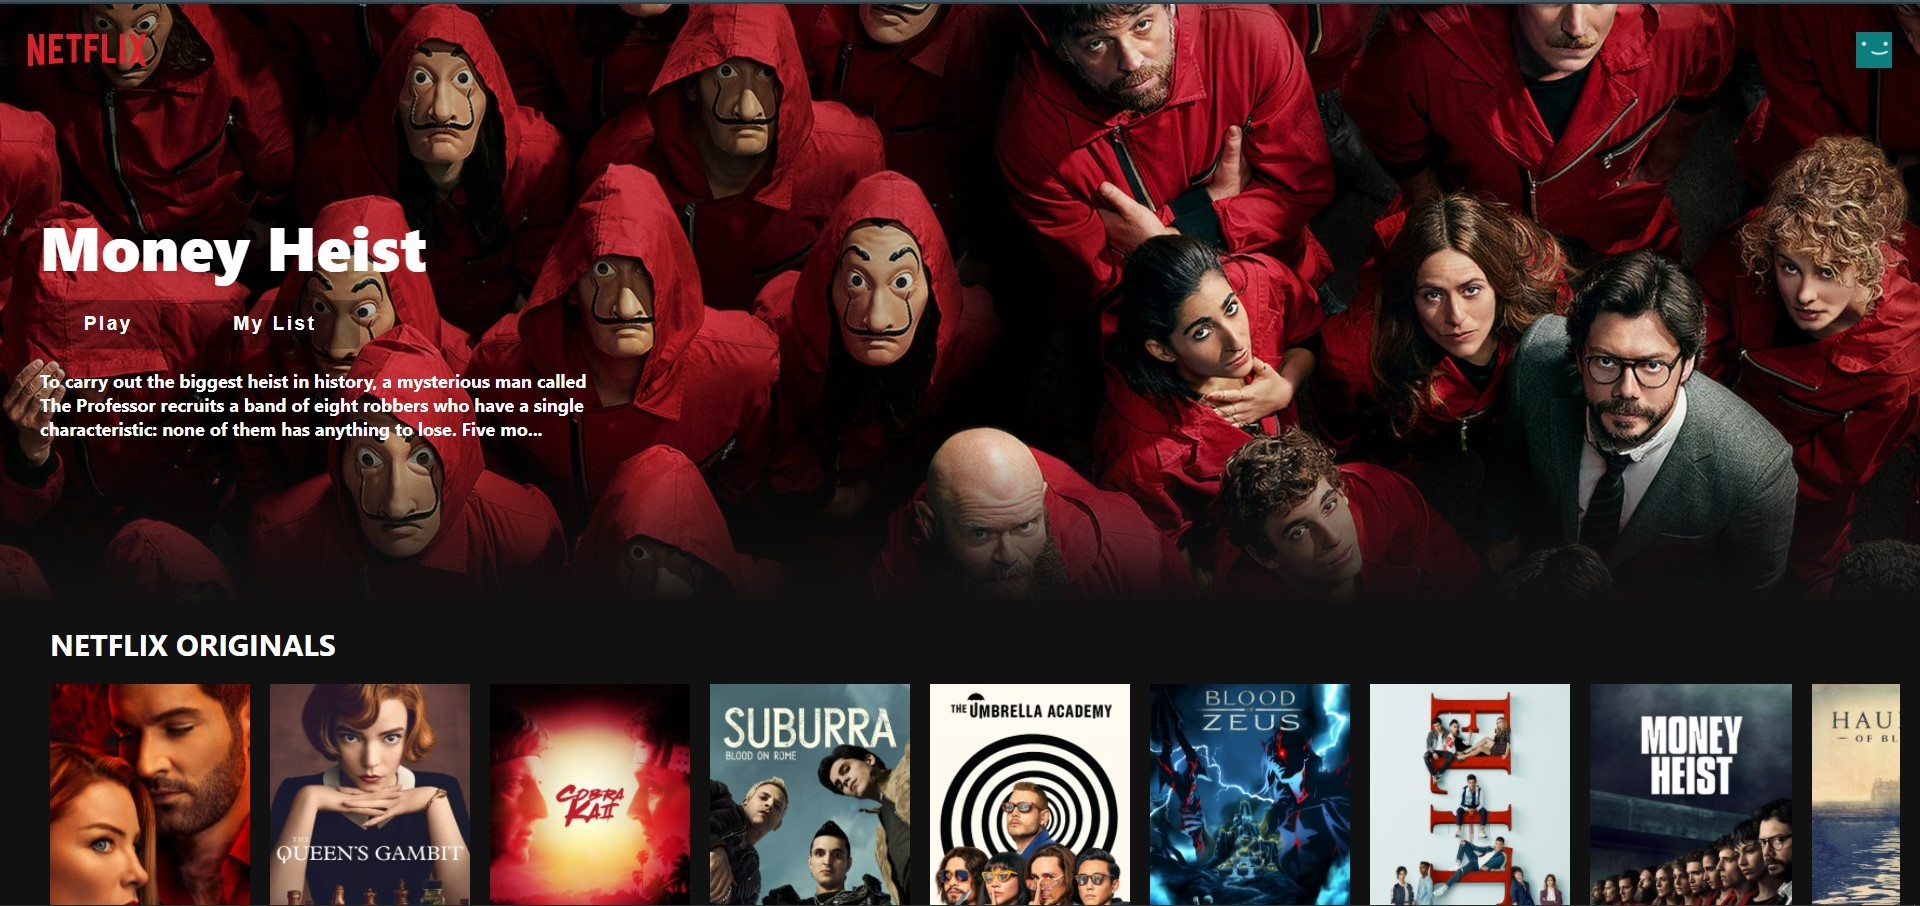 NETFLIX
Money Heist
Play
My List
To carry out the biggest heist in history, a mysterious man called
The Professor recruits a band of eight robbers who have a single
characteristic: none of them has anything to lose. Five mo...
NETFLIX ORIGINALS
THE
QUEEN'S GAMBIT
COBRA
KAI
SUBURRA
BLOOD ON ROME
THE UMBRELLA ACADEMY
BLOOD
OF
ZEUS
MONEY
HEIST
HAU
OF BL